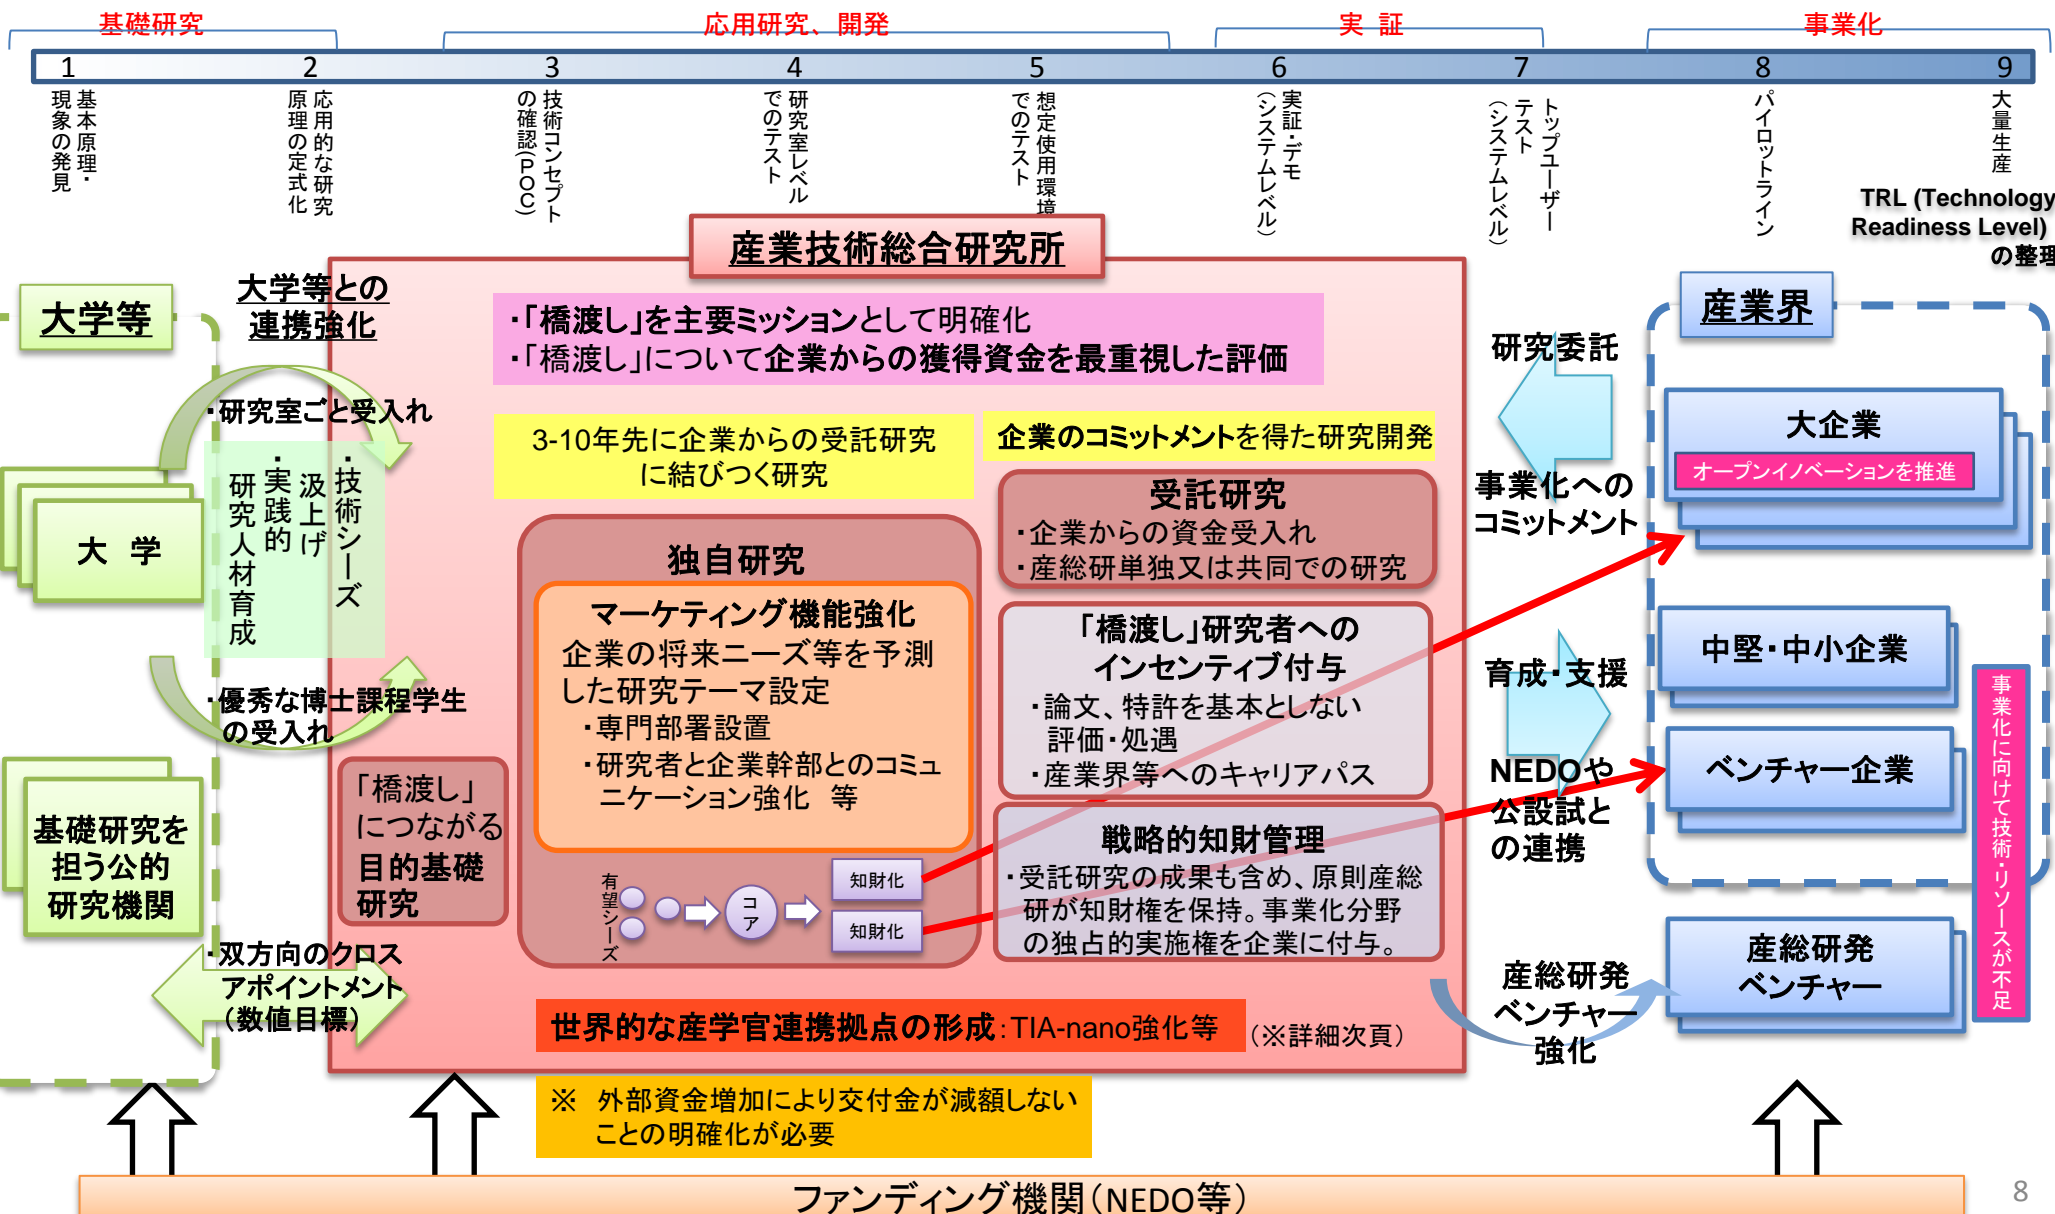 基礎研究
応用研究、開発
実 証
事業化
1
2
3
4
5
6
7
8
9
基本原理・
現象の発見
応用的な研究
原理の定式化
技術コンセプト
の確認(POC)
研究室レベル
でのテスト
想定使用環境
でのテスト
実証・デモ
(システムレベル)
トップユーザー
テスト
(システムレベル)
パイロットライン
大量生産
TRL (Technology
Readiness Level)
の整理
産業技術総合研究所
大学等
大学等との
連携強化
・研究室ごと受入れ
・技術シーズ
汲上げ
・実践的
研究人材育成
大 学
・優秀な博士課程学生
の受入れ
基礎研究を
担う公的
研究機関
・双方向のクロス
アポイントメント
(数値目標)
・「橋渡し」を主要ミッションとして明確化
・「橋渡し」について企業からの獲得資金を最重視した評価
3-10年先に企業からの受託研究
に結びつく研究
企業のコミットメントを得た研究開発
独自研究
マーケティング機能強化
企業の将来ニーズ等を予測
した研究テーマ設定
・専門部署設置
・研究者と企業幹部とのコミュ
ニケーション強化 等
「橋渡し」
につながる
目的基礎
研究
有望シーズ
コア
知財化
知財化
受託研究
・企業からの資金受入れ
・産総研単独又は共同での研究
「橋渡し」研究者への
インセンティブ付与
・論文、特許を基本としない
評価・処遇
・産業界等へのキャリアパス
戦略的知財管理
・受託研究の成果も含め、原則産総
研が知財権を保持。事業化分野
の独占的実施権を企業に付与。
世界的な産学官連携拠点の形成:TIA-nano強化等
(※詳細次頁)
※ 外部資金増加により交付金が減額しない
ことの明確化が必要
研究委託
事業化への
コミットメント
育成・支援
NEDOや
公設試と
の連携
産総研発
ベンチャー
強化
産業界
大企業
オープンイノベーションを推進
中堅・中小企業
ベンチャー企業
産総研発
ベンチャー
事業化に向けて技術・リソースが不足
ファンディング機関(NEDO等)
8